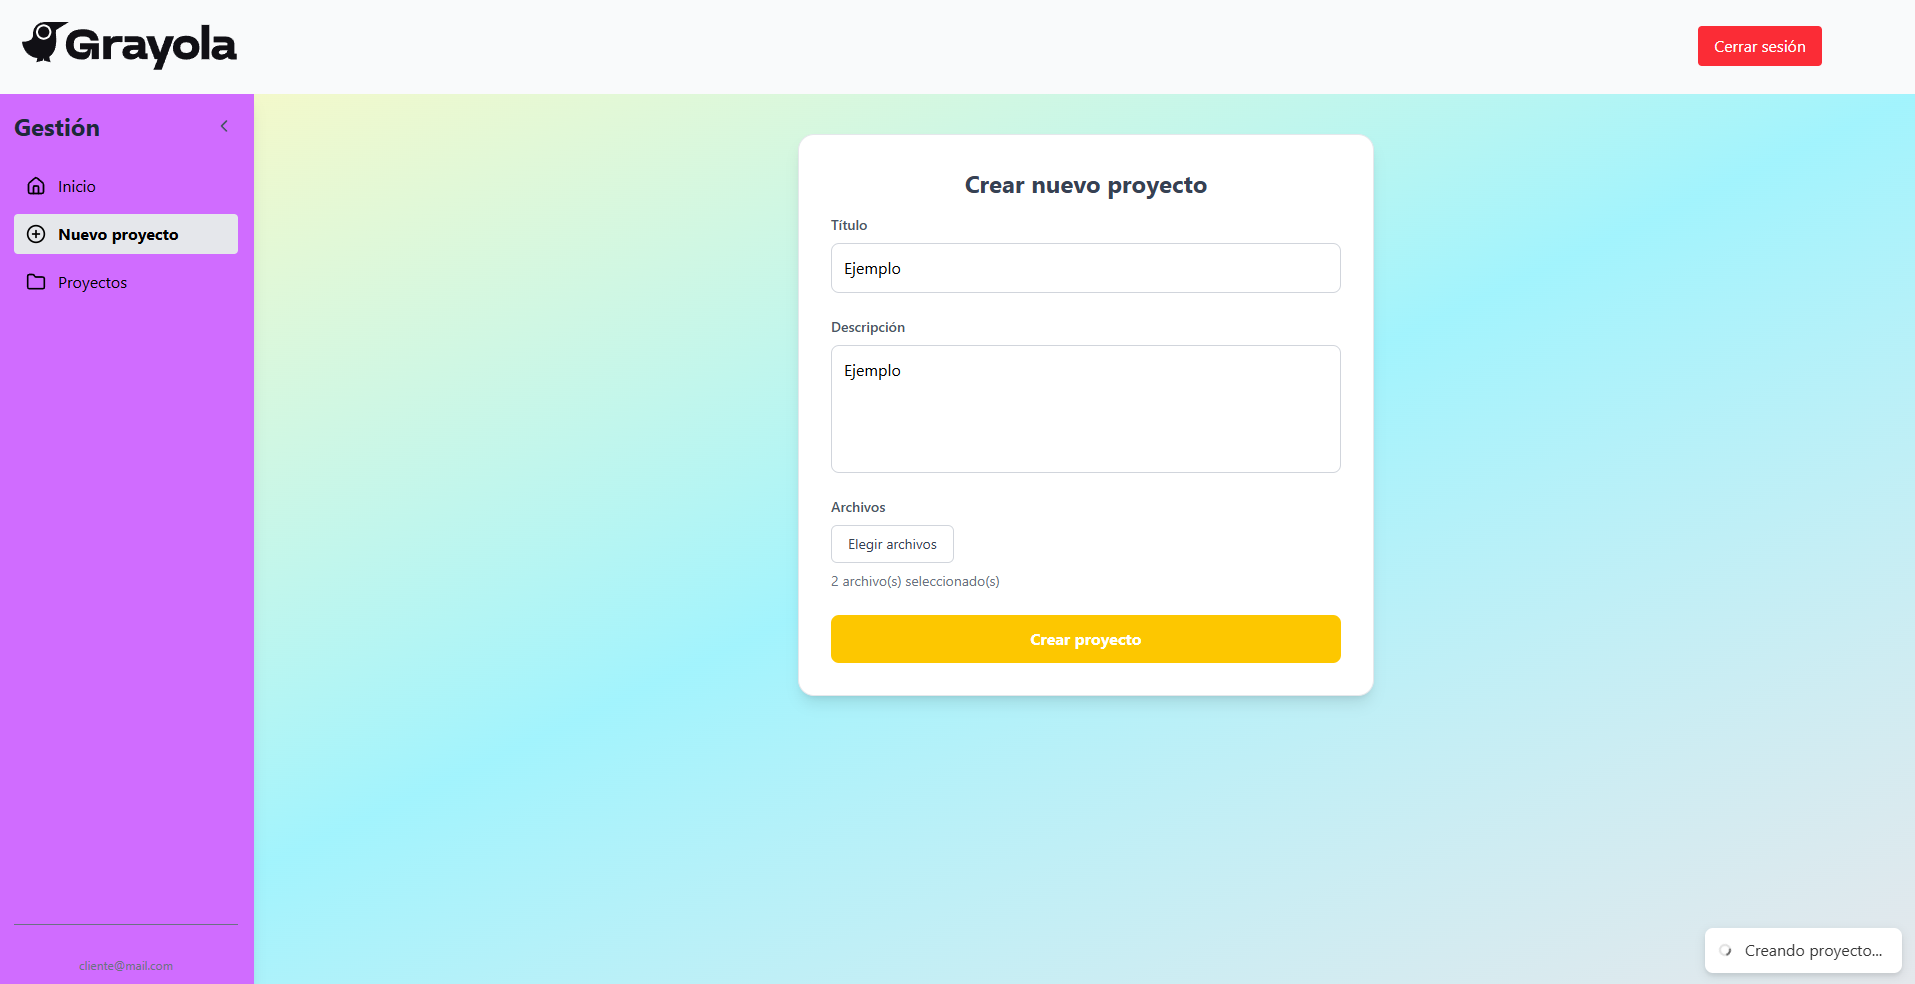 Grayola
Cerrar sesión
Gestión
Inicio
Nuevo proyecto
Proyectos
cliente@mail.com
Crear nuevo proyecto
Título
Ejemplo
Descripción
Ejemplo
Archivos
Elegir archivos
2 archivo(s) seleccionado(s)
Crear proyecto
Creando proyecto...